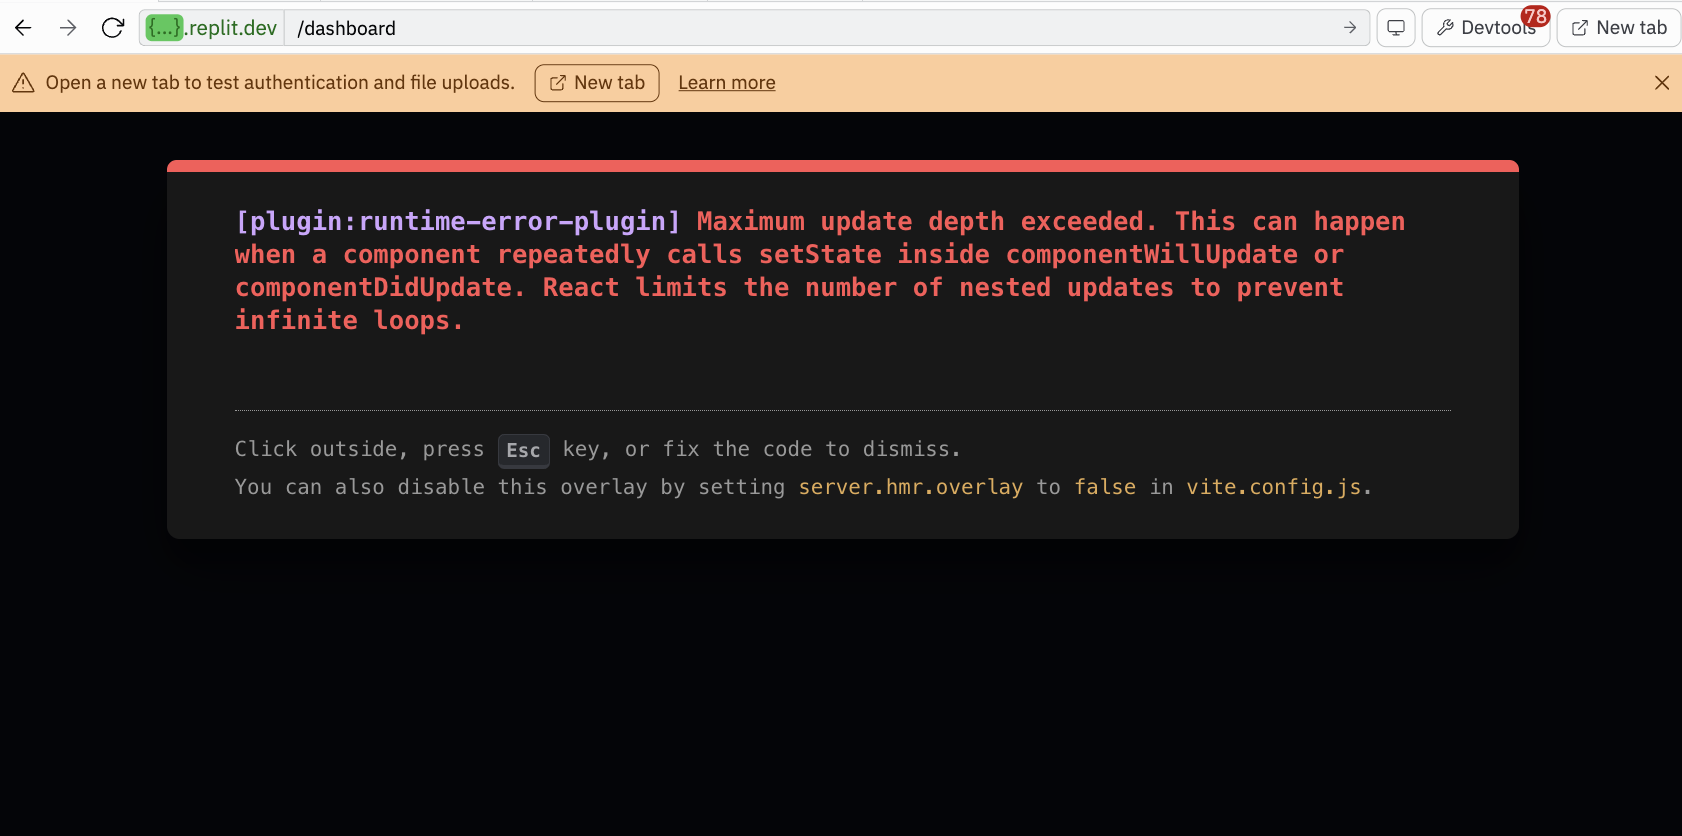 {...}.replit.dev /dashboard Devtools 78 New tab
Open a new tab to test authentication and file uploads. New tab Learn more
[plugin:runtime-error-plugin] Maximum update depth exceeded. This can happen
when a component repeatedly calls setState inside componentWillUpdate or
componentDidUpdate. React limits the number of nested updates to prevent
infinite loops.
Click outside, press Esc key, or fix the code to dismiss.
You can also disable this overlay by setting server.hmr.overlay to false in vite.config.js.